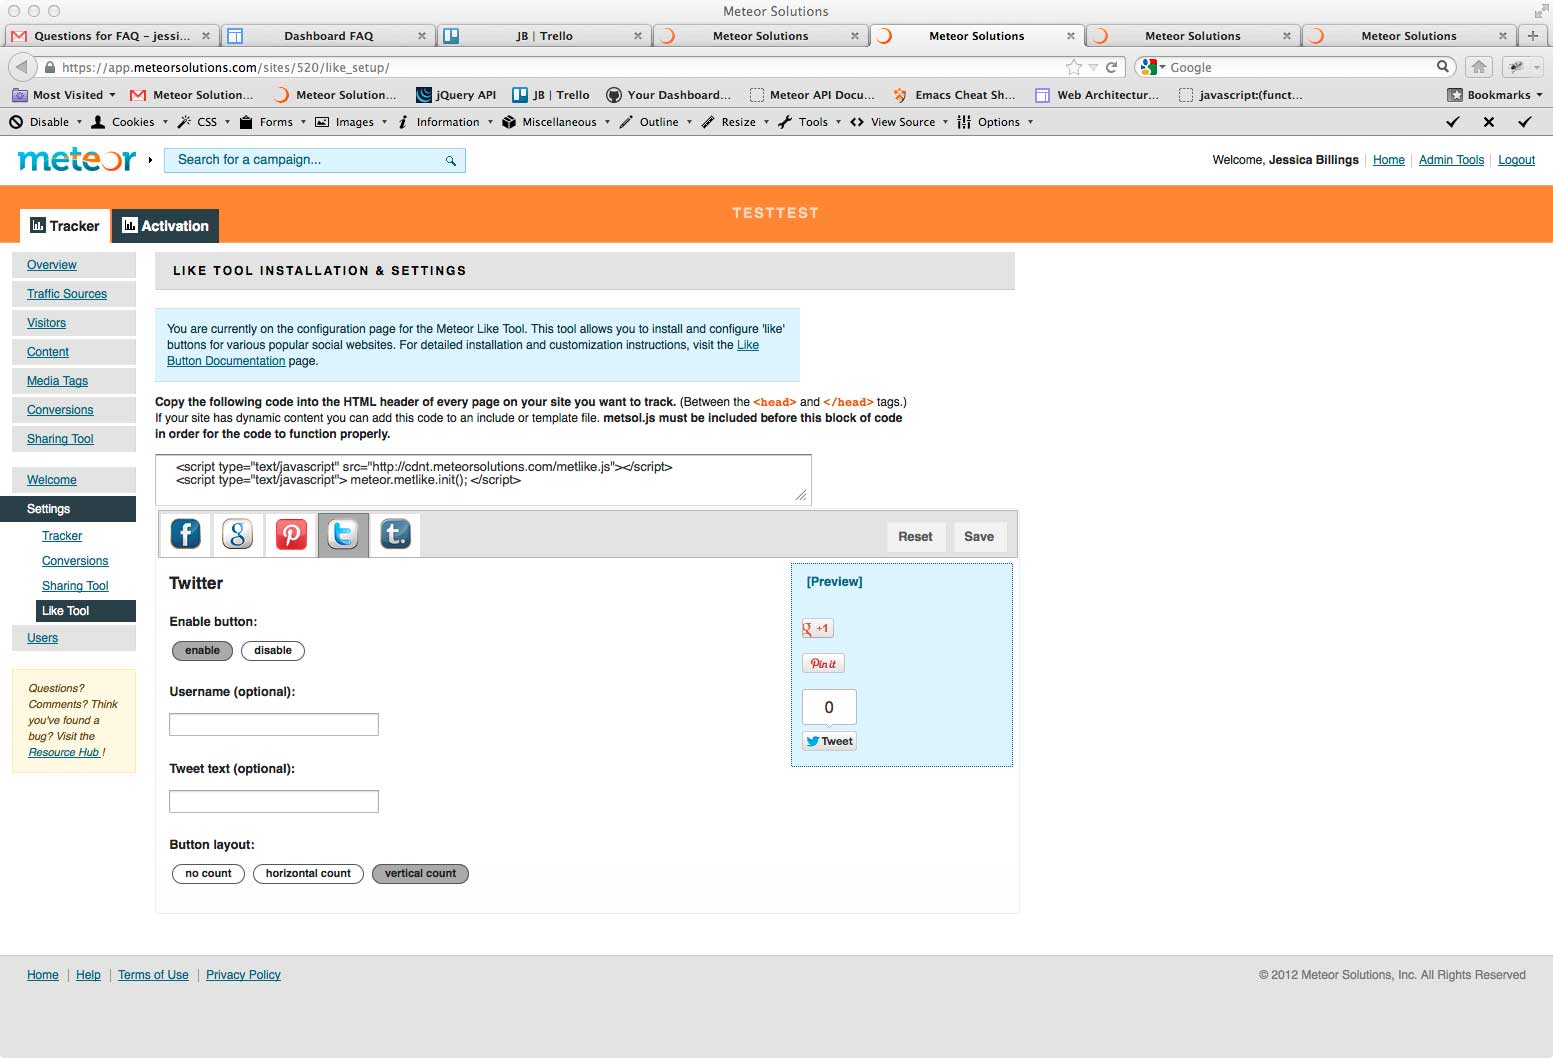 Meteor Solutions
Questions for FAQ – jessi...
Dashboard FAQ
JB | Trello
Meteor Solutions
Meteor Solutions
Meteor Solutions
Meteor Solutions
https://app.meteorsolutions.com/sites/520/like_setup/
Google
Most Visited
Meteor Solution...
Meteor Solution...
jQuery API
JB | Trello
Your Dashboard...
Meteor API Docu...
Emacs Cheat Sh...
Web Architectur...
javascript:(funct...
Bookmarks
Disable
Cookies
CSS
Forms
Images
Information
Miscellaneous
Outline
Resize
Tools
View Source
Options
meteor
Search for a campaign...
Welcome, Jessica Billings
Home
Admin Tools
Logout
TESTTEST
Tracker
Activation
Overview
Traffic Sources
Visitors
Content
Media Tags
Conversions
Sharing Tool
Welcome
Settings
Tracker
Conversions
Sharing Tool
Like Tool
Users
Questions?
Comments? Think
you've found a
bug? Visit the
Resource Hub !
LIKE TOOL INSTALLATION & SETTINGS
You are currently on the configuration page for the Meteor Like Tool. This tool allows you to install and configure 'like'
buttons for various popular social websites. For detailed installation and customization instructions, visit the Like
Button Documentation page.
Copy the following code into the HTML header of every page on your site you want to track. (Between the <head> and </head> tags.)
If your site has dynamic content you can add this code to an include or template file. metsol.js must be included before this block of code
in order for the code to function properly.
<script type="text/javascript" src="http://cdnt.meteorsolutions.com/metlike.js"></script>
<script type="text/javascript"> meteor.metlike.init(); </script>
Reset
Save
Twitter
Enable button:
enable
disable
Username (optional):
Tweet text (optional):
Button layout:
no count
horizontal count
vertical count
[Preview]
g +1
Pin it
0
Tweet
Home
Help
Terms of Use
Privacy Policy
© 2012 Meteor Solutions, Inc. All Rights Reserved